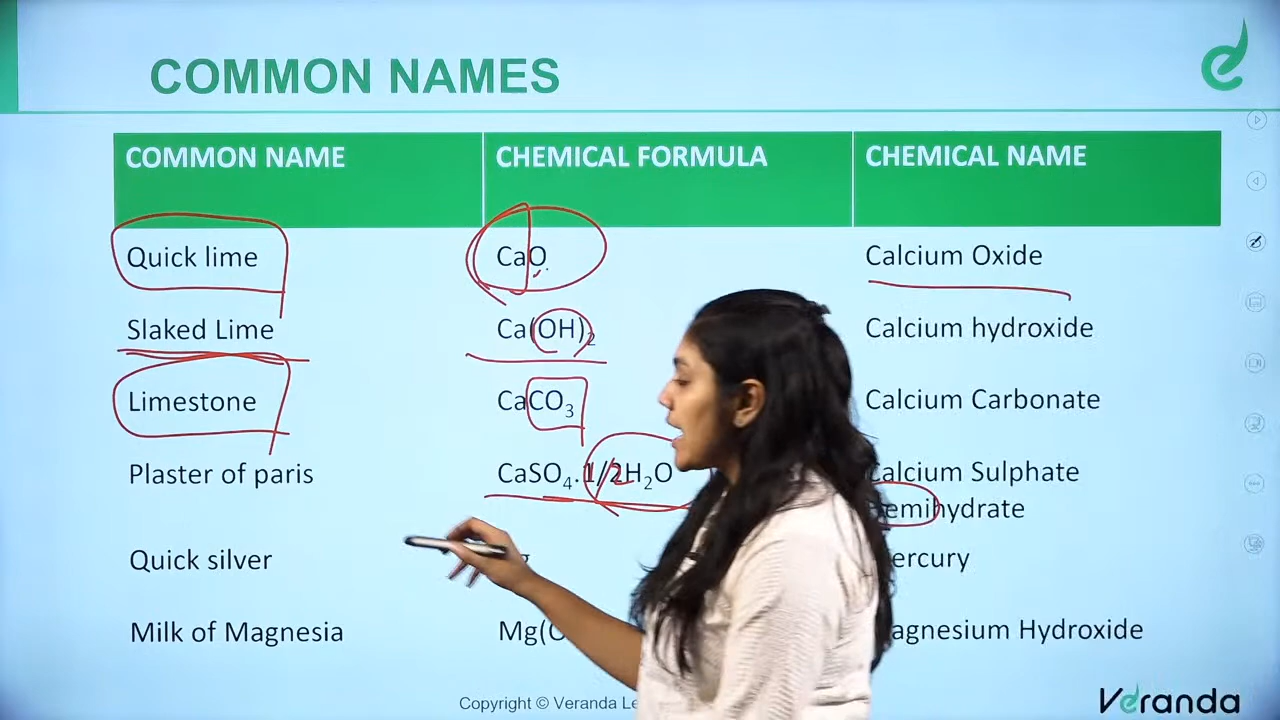 COMMON NAMES
COMMON NAME CHEMICAL FORMULA CHEMICAL NAME
Quick lime CaO Calcium Oxide
Slaked Lime Ca(OH)₂ Calcium hydroxide
Limestone CaCO₃ Calcium Carbonate
Plaster of paris CaSO₄.1/2H₂O Calcium Sulphate
emihydrate
Quick silver g ercury
Milk of Magnesia Mg(O agnesium Hydroxide
Copyright © Veranda Le
Veranda